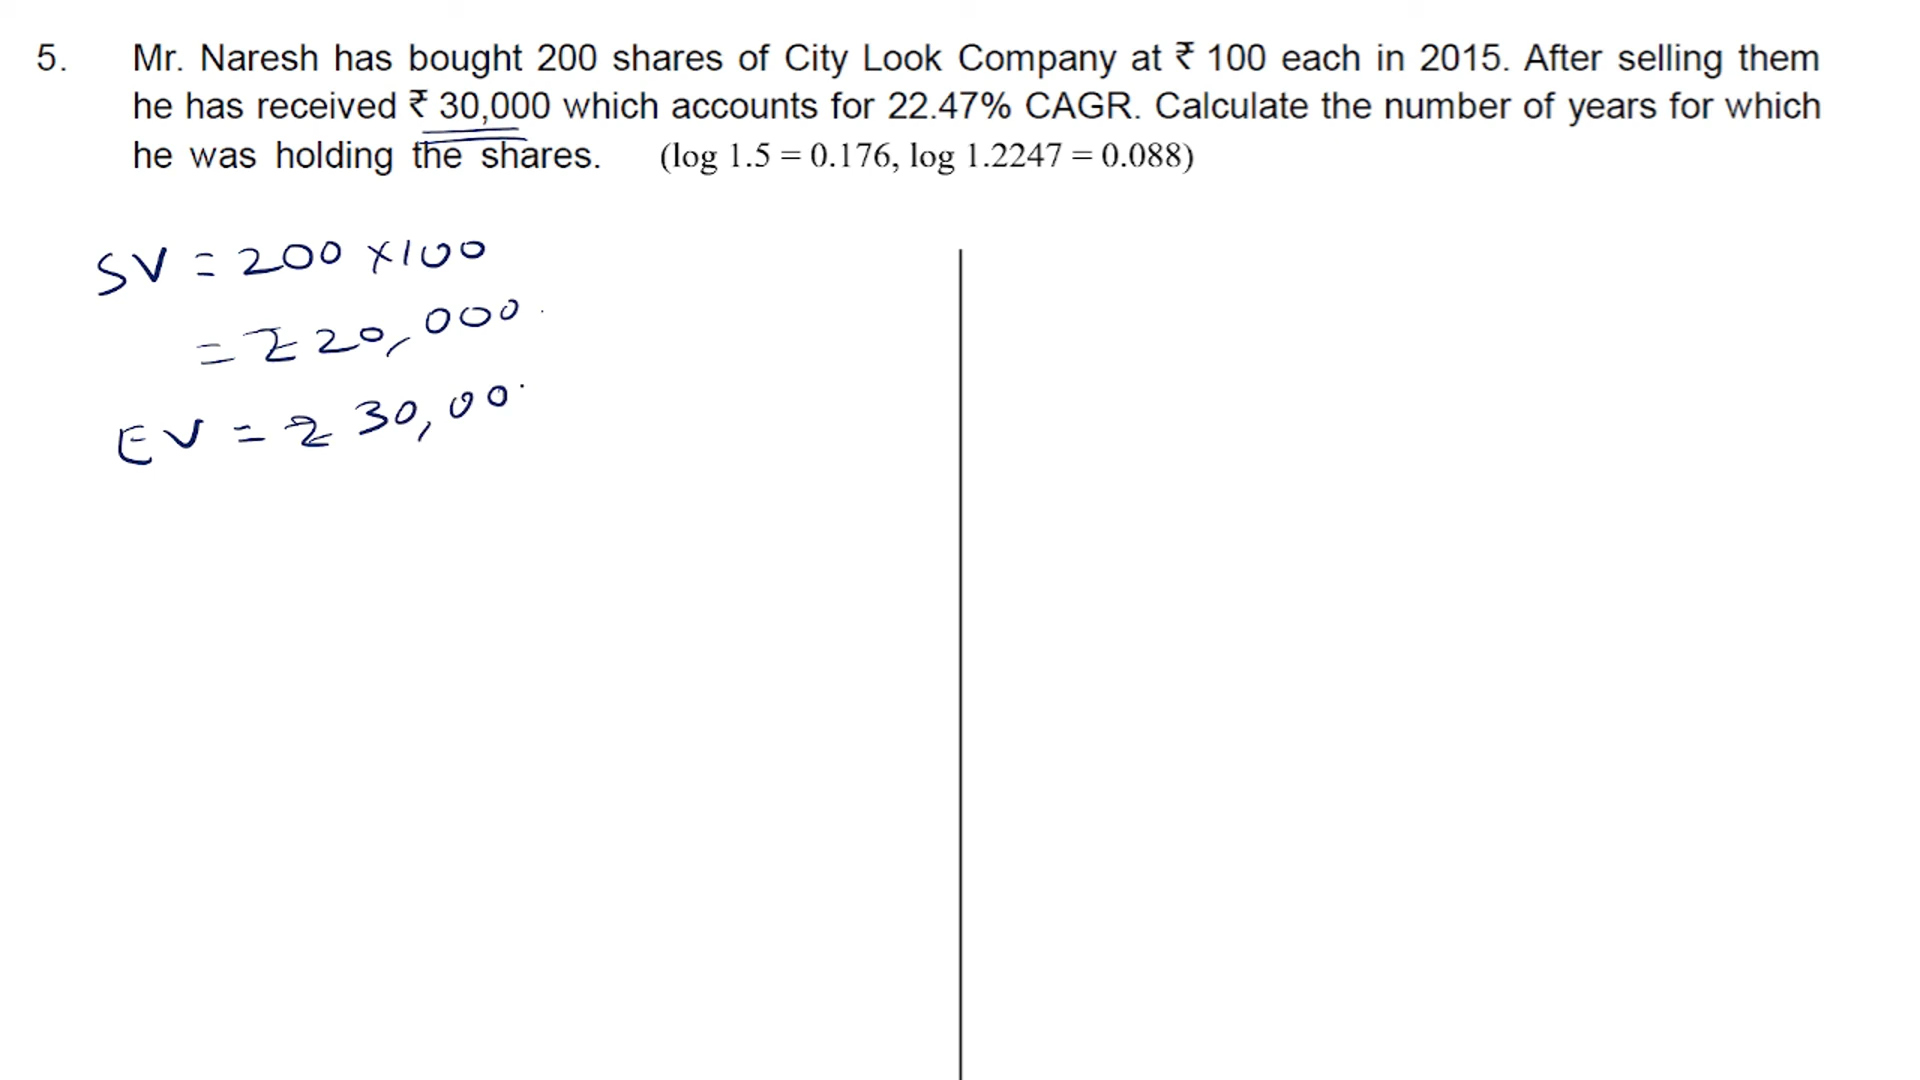 5. Mr. Naresh has bought 200 shares of City Look Company at ₹ 100 each in 2015. After selling them
he has received ₹ 30,000 which accounts for 22.47% CAGR. Calculate the number of years for which
he was holding the shares. (log 1.5 = 0.176, log 1.2247 = 0.088)
SV = 200 × 100
= ₹ 20,000.
EV = ₹ 30,00